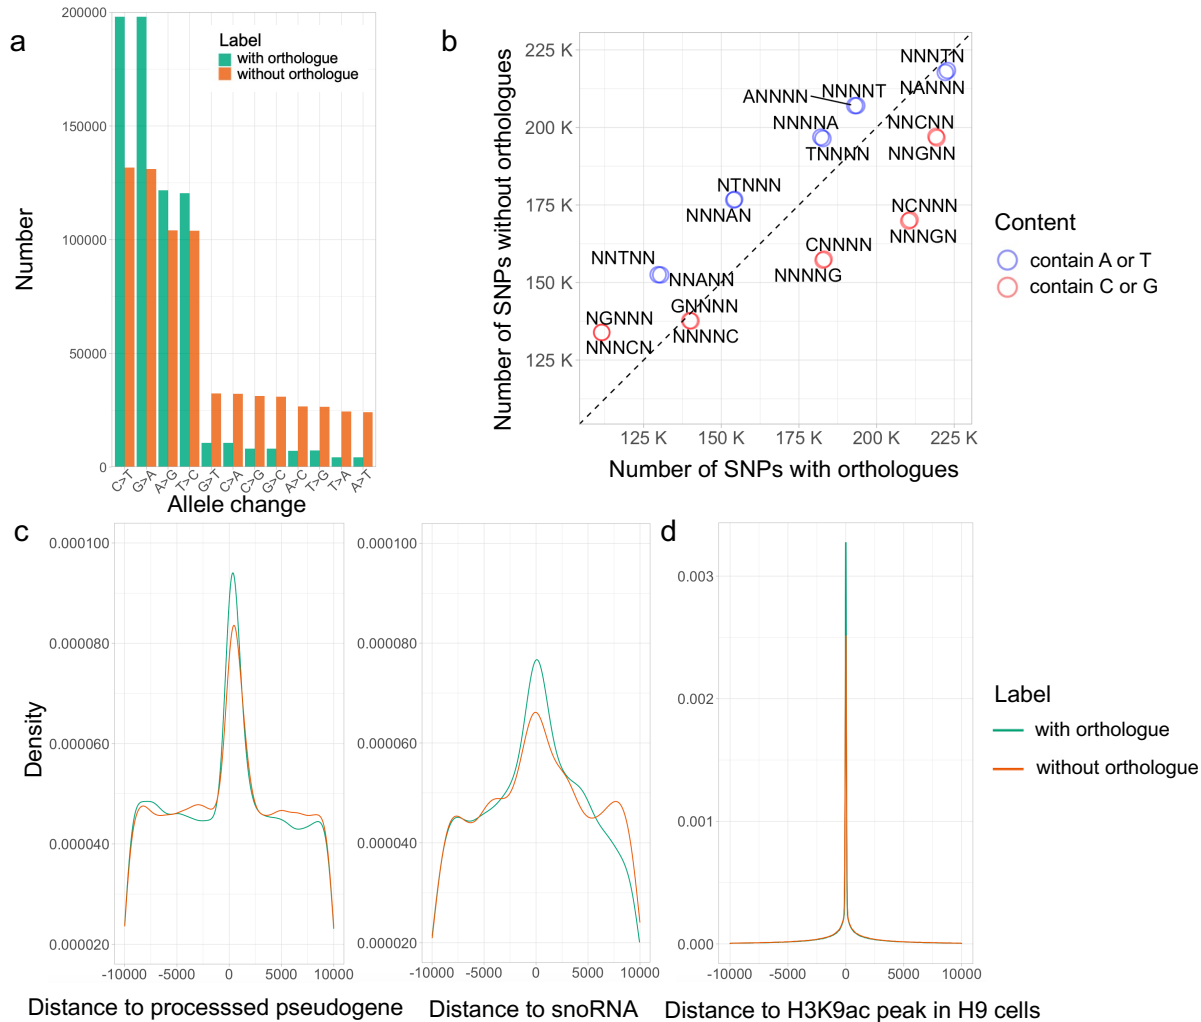 a
200000
150000
100000
50000
0
Number
Label
with orthologue
without orthologue
C>T
G>A
A>G
T>C
G>T
C>A
C>G
G>C
A>C
T>G
T>A
A>T
Allele change
b
225 K
200 K
175 K
150 K
125 K
Number of SNPs without orthologues
NNNTN
NANNN
ANNNN
NNNNT
NNNNA
TNNNN
NNCNN
NNGNN
NTNNN
NNNAN
NCNNN
NNNGN
CNNNN
NNNNG
NNTNN
NNANN
GNNNN
NNNNC
NGNNN
NNNCN
125 K
150 K
175 K
200 K
225 K
Number of SNPs with orthologues
Content
contain A or T
contain C or G
c
0.000100
0.000080
0.000060
0.000040
0.000020
Density
-10000
-5000
0
5000
10000
Distance to processsed pseudogene
0.000100
0.000080
0.000060
0.000040
0.000020
-10000
-5000
0
5000
10000
Distance to snoRNA
d
0.003
0.002
0.001
0.000
-10000
-5000
0
5000
10000
Distance to H3K9ac peak in H9 cells
Label
with orthologue
without orthologue